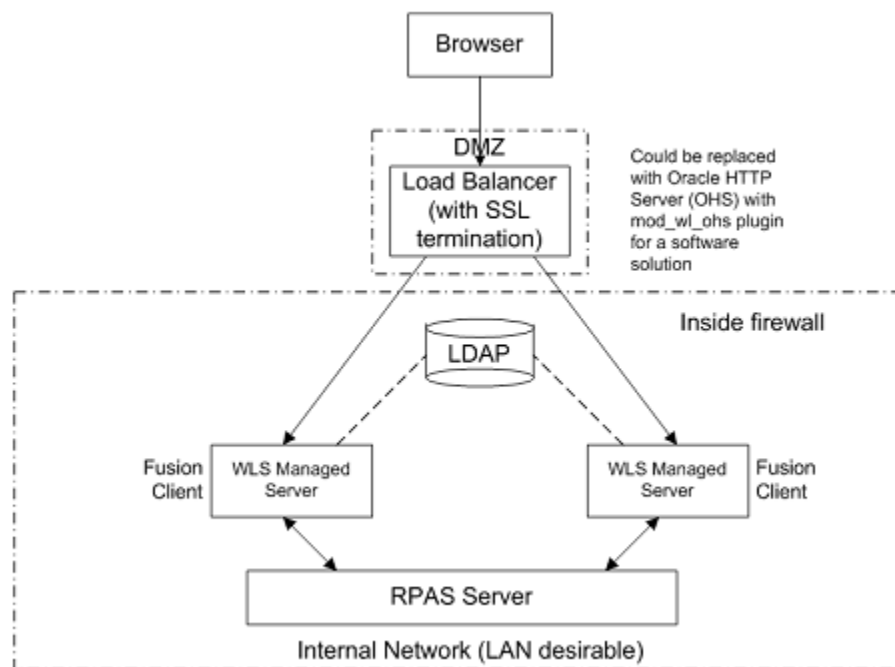 Browser
DMZ
Load Balancer
(with SSL
termination)
Could be replaced
with Oracle HTTP
Server (OHS) with
mod_wl_ohs plugin
for a software
solution
Inside firewall
LDAP
Fusion
Client
WLS Managed
Server
WLS Managed
Server
Fusion
Client
RPAS Server
Internal Network (LAN desirable)